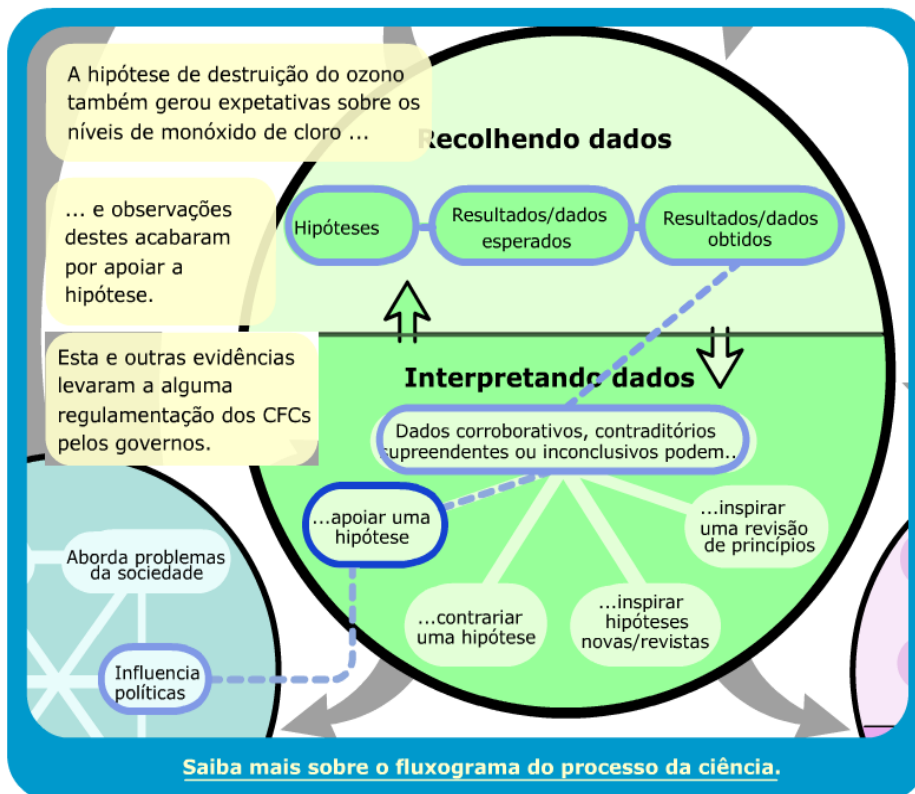 A hipótese de destruição do ozono
também gerou expetativas sobre os
níveis de monóxido de cloro ...
... e observações
destes acabaram
por apoiar a
hipótese.
Esta e outras evidências
levaram a alguma
regulamentação dos CFCs
pelos governos.
Recolhendo dados
Hipóteses
Resultados/dados
esperados
Resultados/dados
obtidos
Interpretando dados
Dados corroborativos, contraditórios
supreendentes ou inconclusivos podem..
...apoiar uma
hipótese
...inspirar
uma revisão
de princípios
...contrariar
uma hipótese
...inspirar
hipóteses
novas/revistas
Aborda problemas
da sociedade
Influencia
políticas
Saiba mais sobre o fluxograma do processo da ciência.